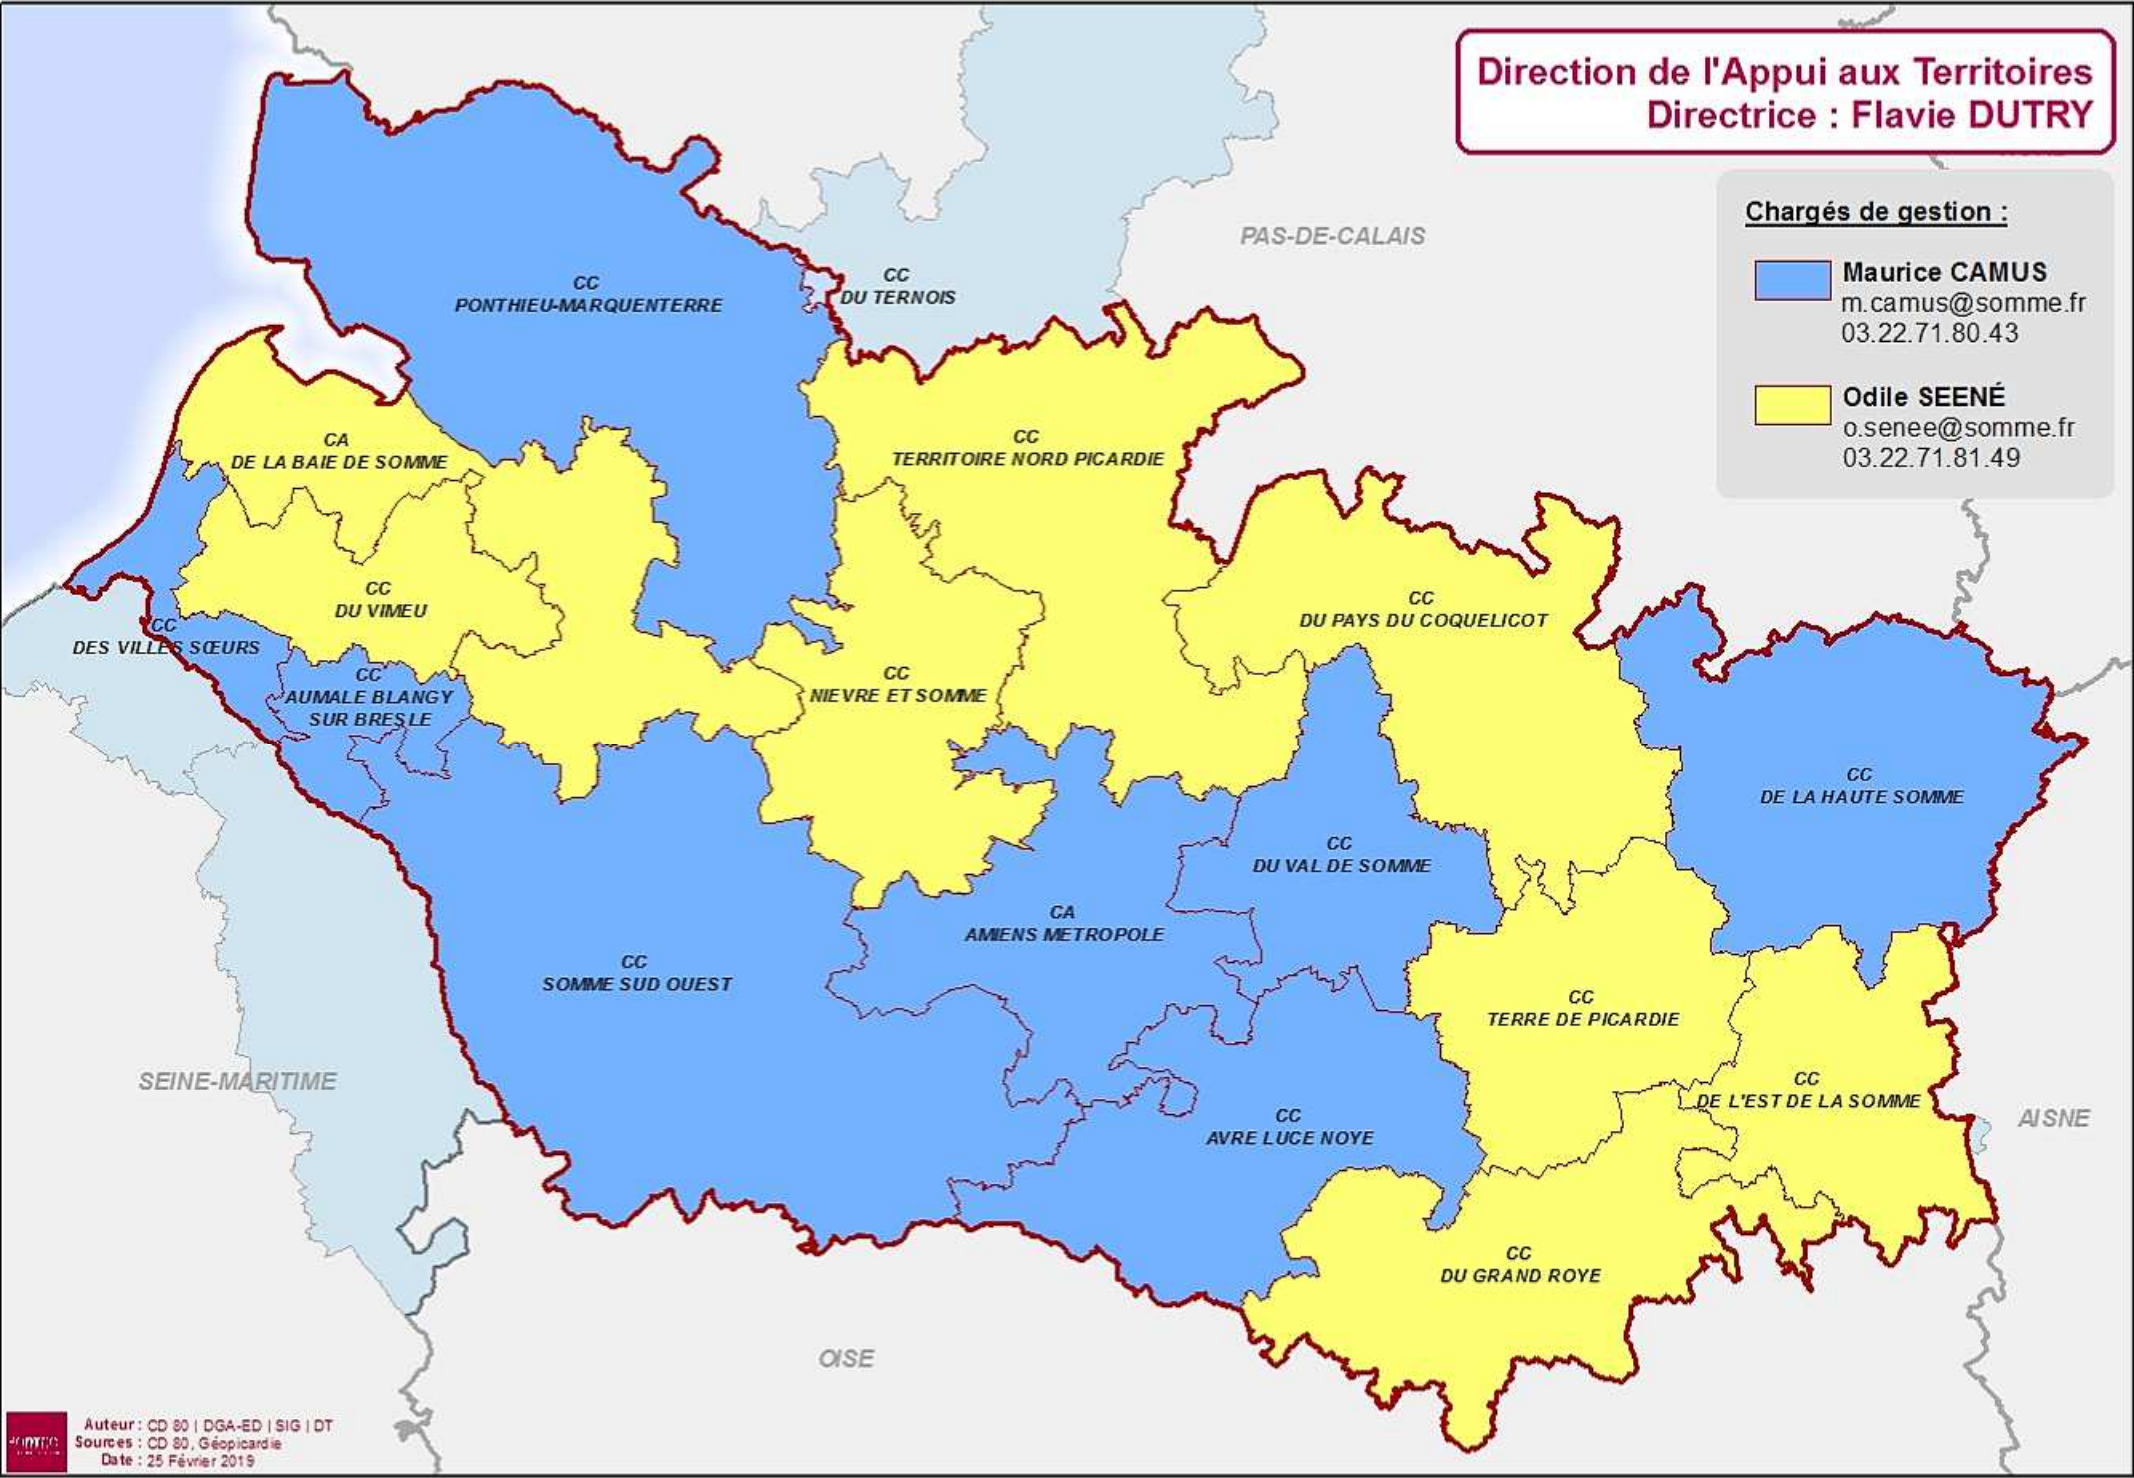 Direction de l'Appui aux Territoires
Directrice : Flavie DUTRY
Chargés de gestion :
Maurice CAMUS
m.camus@somme.fr
03.22.71.80.43
Odile SEENÉ
o.senee@somme.fr
03.22.71.81.49
PAS-DE-CALAIS
CC
DU TERNOIS
CC
PONTHIEU-MARQUENTERRE
CA
DE LA BAIE DE SOMME
CC
TERRITOIRE NORD PICARDIE
CC
DU VIMEU
CC
DU PAYS DU COQUELICOT
CC
DES VILLES SŒURS
CC
AUMALE BLANGY
SUR BRESLE
CC
NIEVRE ET SOMME
CC
DE LA HAUTE SOMME
CC
DU VAL DE SOMME
CA
AMIENS METROPOLE
CC
SOMME SUD OUEST
CC
TERRE DE PICARDIE
SEINE-MARITIME
CC
DE L'EST DE LA SOMME
AISNE
CC
AVRE LUCE NOYE
CC
DU GRAND ROYE
OISE
Auteur : CD 80 | DGA-ED | SIG | DT
Sources : CD 80, Géopicardie
Date : 25 Février 2019